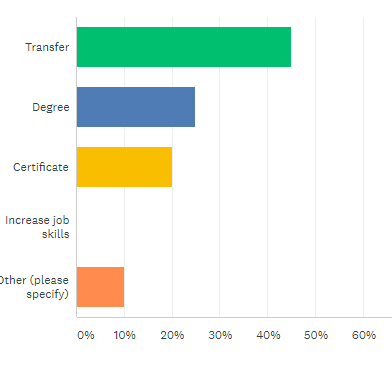 Transfer
Degree
Certificate
Increase job
skills
Other (please
specify)
0% 10% 20% 30% 40% 50% 60%